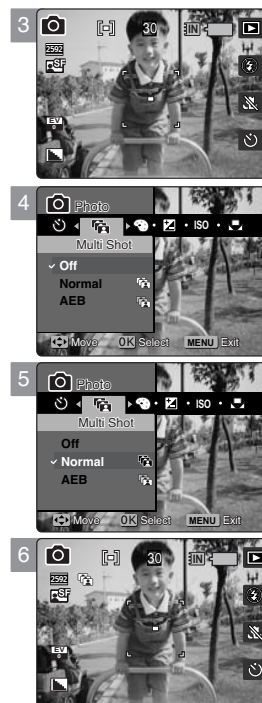 3
30
IN
2592
SF
EV
0
4
Photo
ISO
Multi Shot
Off
Normal
AEB
Move OK Select MENU Exit
5
Photo
ISO
Multi Shot
Off
Normal
AEB
Move OK Select MENU Exit
6
30
IN
2592
SF
EV
0